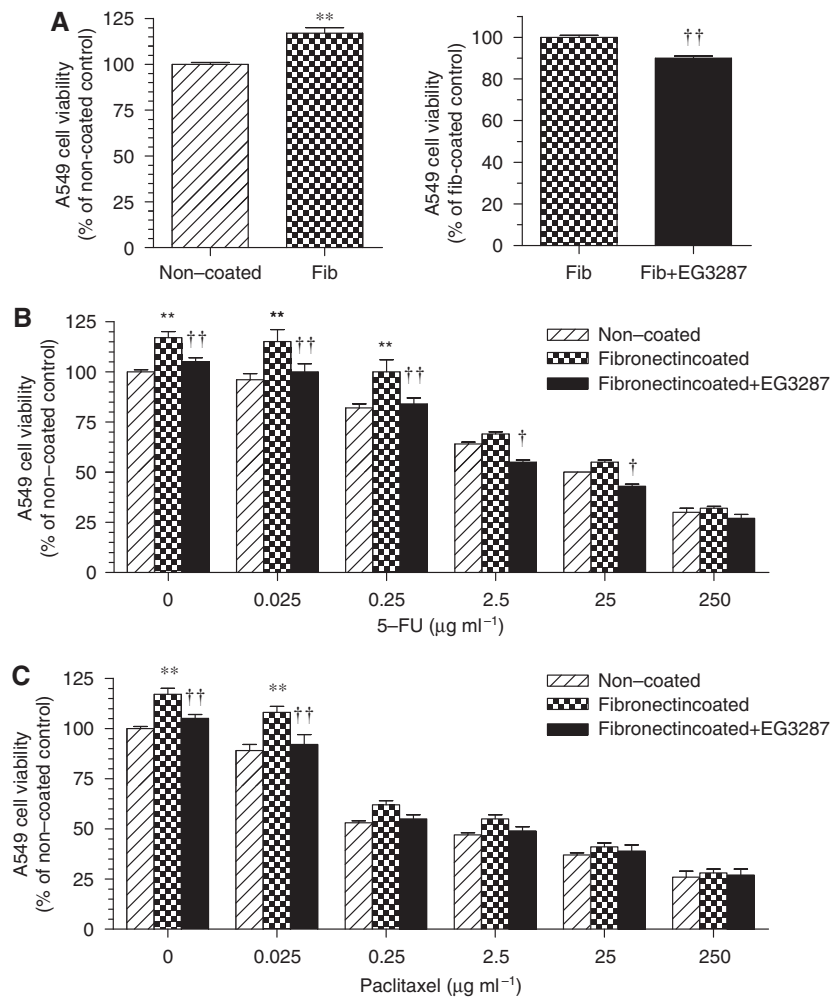 A
A549 cell viability
(% of non-coated control)
125
100
75
50
25
0
**
Non–coated
Fib
A549 cell viability
(% of fib-coated control)
100
80
60
40
20
0
††
Fib
Fib+EG3287
B
A549 cell viability
(% of non–coated control)
125
100
75
50
25
0
**
††
**
††
**
††
†
†
Non–coated
Fibronectincoated
Fibronectincoated+EG3287
0
0.025
0.25
2.5
25
250
5–FU (μg ml⁻¹)
C
A549 cell viability
(% of non–coated control)
125
100
75
50
25
0
**
††
**
††
Non–coated
Fibronectincoated
Fibronectincoated+EG3287
0
0.025
0.25
2.5
25
250
Paclitaxel (μg ml⁻¹)